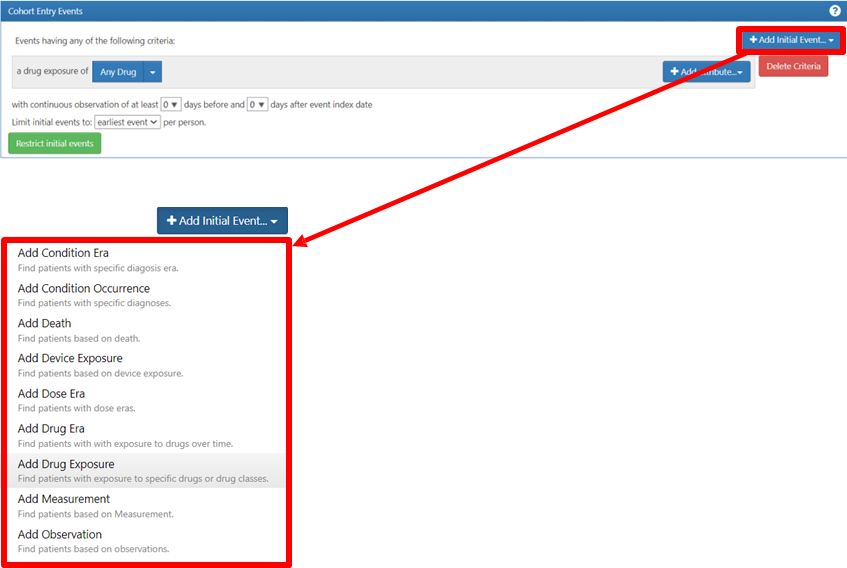 Cohort Entry Events
?
Events having any of the following criteria:
Add Initial Event...
a drug exposure of Any Drug
Add Attribute...
Delete Criteria
with continuous observation of at least 0 days before and 0 days after event index date
Limit initial events to: earliest event per person.
Restrict initial events
Add Initial Event...
Add Condition Era
Find patients with specific diagosis era.
Add Condition Occurrence
Find patients with specific diagnoses.
Add Death
Find patients based on death.
Add Device Exposure
Find patients based on device exposure.
Add Dose Era
Find patients with dose eras.
Add Drug Era
Find patients with with exposure to drugs over time.
Add Drug Exposure
Find patients with exposure to specific drugs or drug classes.
Add Measurement
Find patients based on Measurement.
Add Observation
Find patients based on observations.